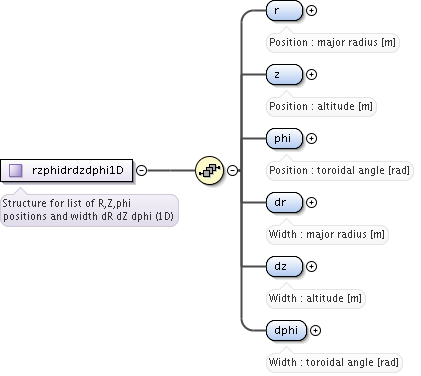 r
Position : major radius [m]
z
Position : altitude [m]
phi
Position : toroidal angle [rad]
rzphidrdzdphi1D
Structure for list of R,Z,phi
positions and width dR dZ dphi (1D)
dr
Width : major radius [m]
dz
Width : altitude [m]
dphi
Width : toroidal angle [rad]